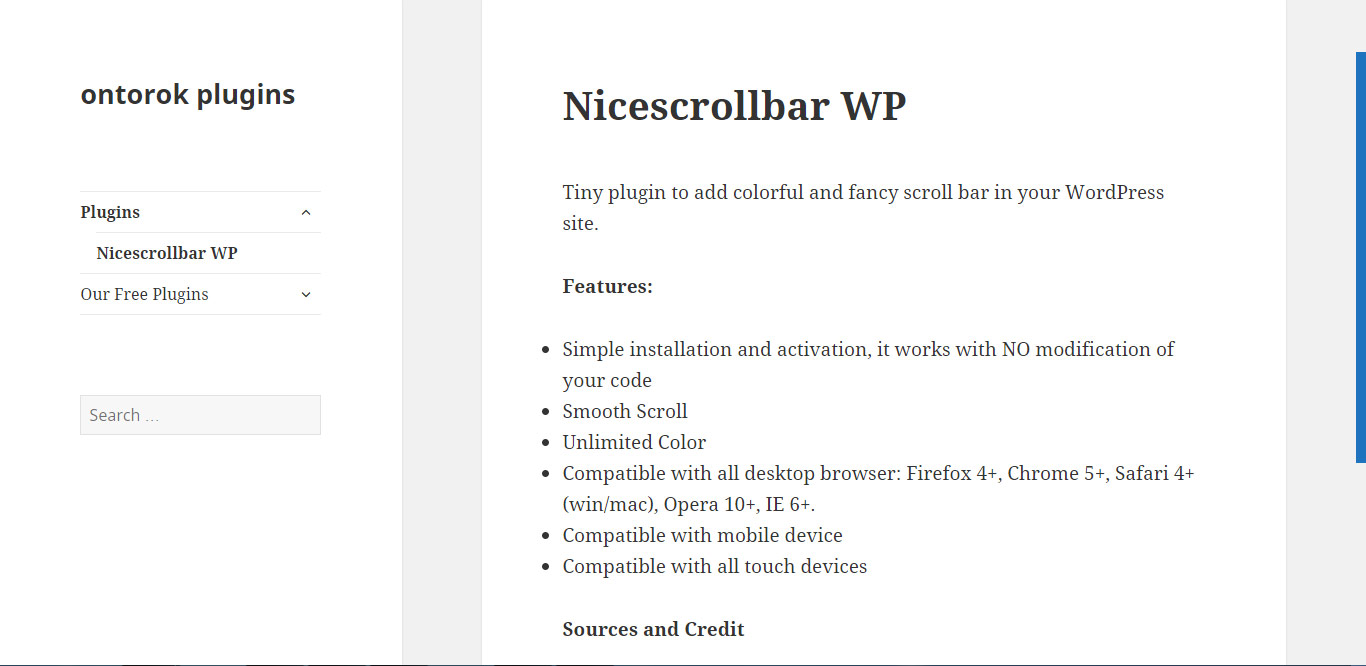 ontorok plugins
Plugins
Nicescrollbar WP
Our Free Plugins
Search ...
Nicescrollbar WP
Tiny plugin to add colorful and fancy scroll bar in your WordPress
site.
Features:
Simple installation and activation, it works with NO modification of
your code
Smooth Scroll
Unlimited Color
Compatible with all desktop browser: Firefox 4+, Chrome 5+, Safari 4+
(win/mac), Opera 10+, IE 6+.
Compatible with mobile device
Compatible with all touch devices
Sources and Credit